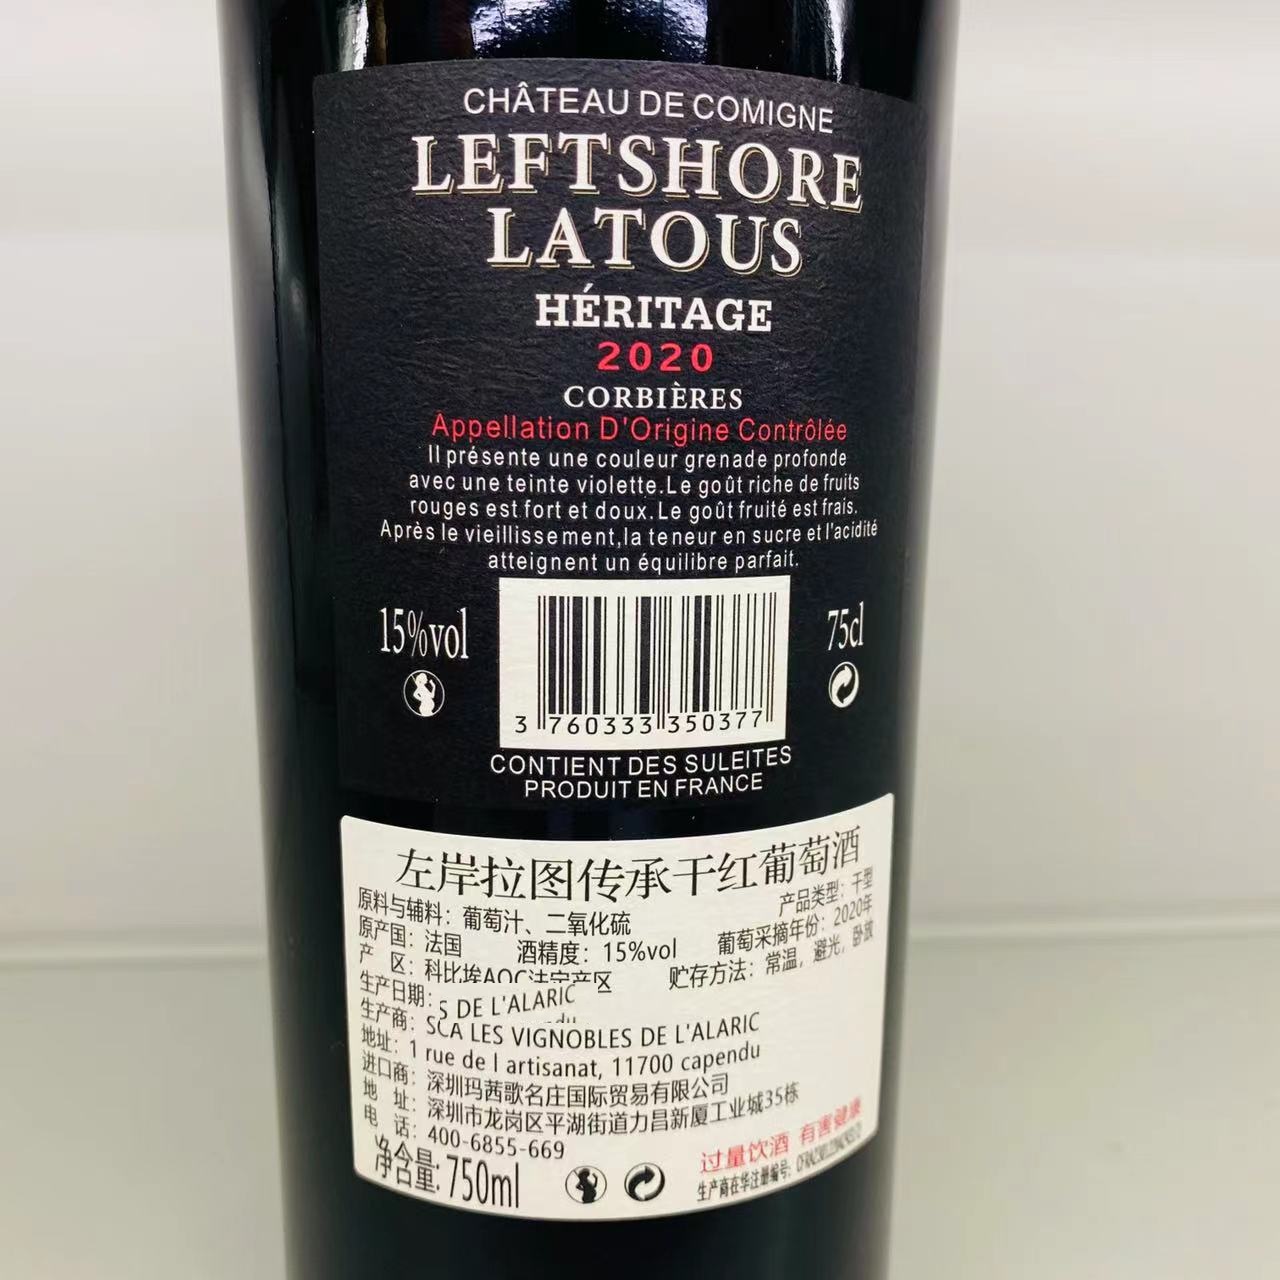 CHÂTEAU DE COMIGNE
LEFTSHORE
LATOUS
HÉRITAGE
2020
CORBIÈRES
Appellation D'Origine Contrôlée
Il présente une couleur grenade profonde
avec une teinte violette.Le goût riche de fruits
rouges est fort et doux.Le goût fruité est frais.
Après le vieillissement,la teneur en sucre et l'acidité
atteignent un équilibre parfait.
15%vol 75cl
3 760333 350377
CONTIENT DES SULEITES
PRODUIT EN FRANCE
左岸拉图传承干红葡萄酒
原料与辅料：葡萄汁、二氧化硫 产品类型：干型
原产国：法国 酒精度：15%vol 葡萄采摘年份：2020年
产 区：科比埃AOC法定产区 贮存方法：常温，避光，卧放
生产日期：S DE L'ALARIC
生产商：SCA LES VIGNOBLES DE L'ALARIC
地址：1 rue de l artisanat, 11700 capendu
进口商：深圳玛茜歌名庄国际贸易有限公司
地 址：深圳市龙岗区平湖街道力昌新厦工业城35栋
电 话：400-6855-669
净含量:750ml
过量饮酒 有害健康
生产商在华注册编号：